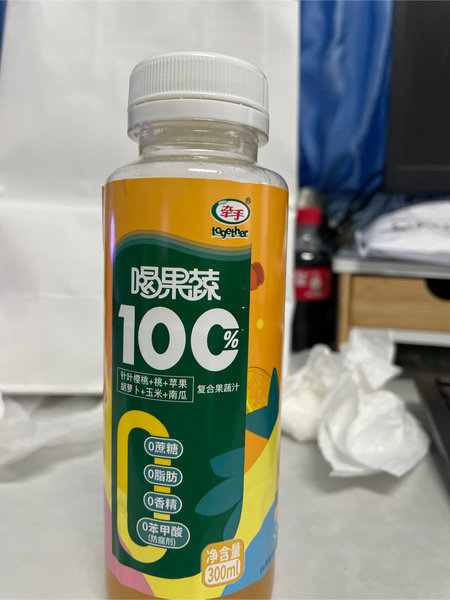 牵手
together
喝果蔬
100%
针叶樱桃+桃+苹果
胡萝卜+玉米+南瓜
复合果蔬汁
0蔗糖
0脂肪
0香精
0苯甲酸
(防腐剂)
净含量
300ml